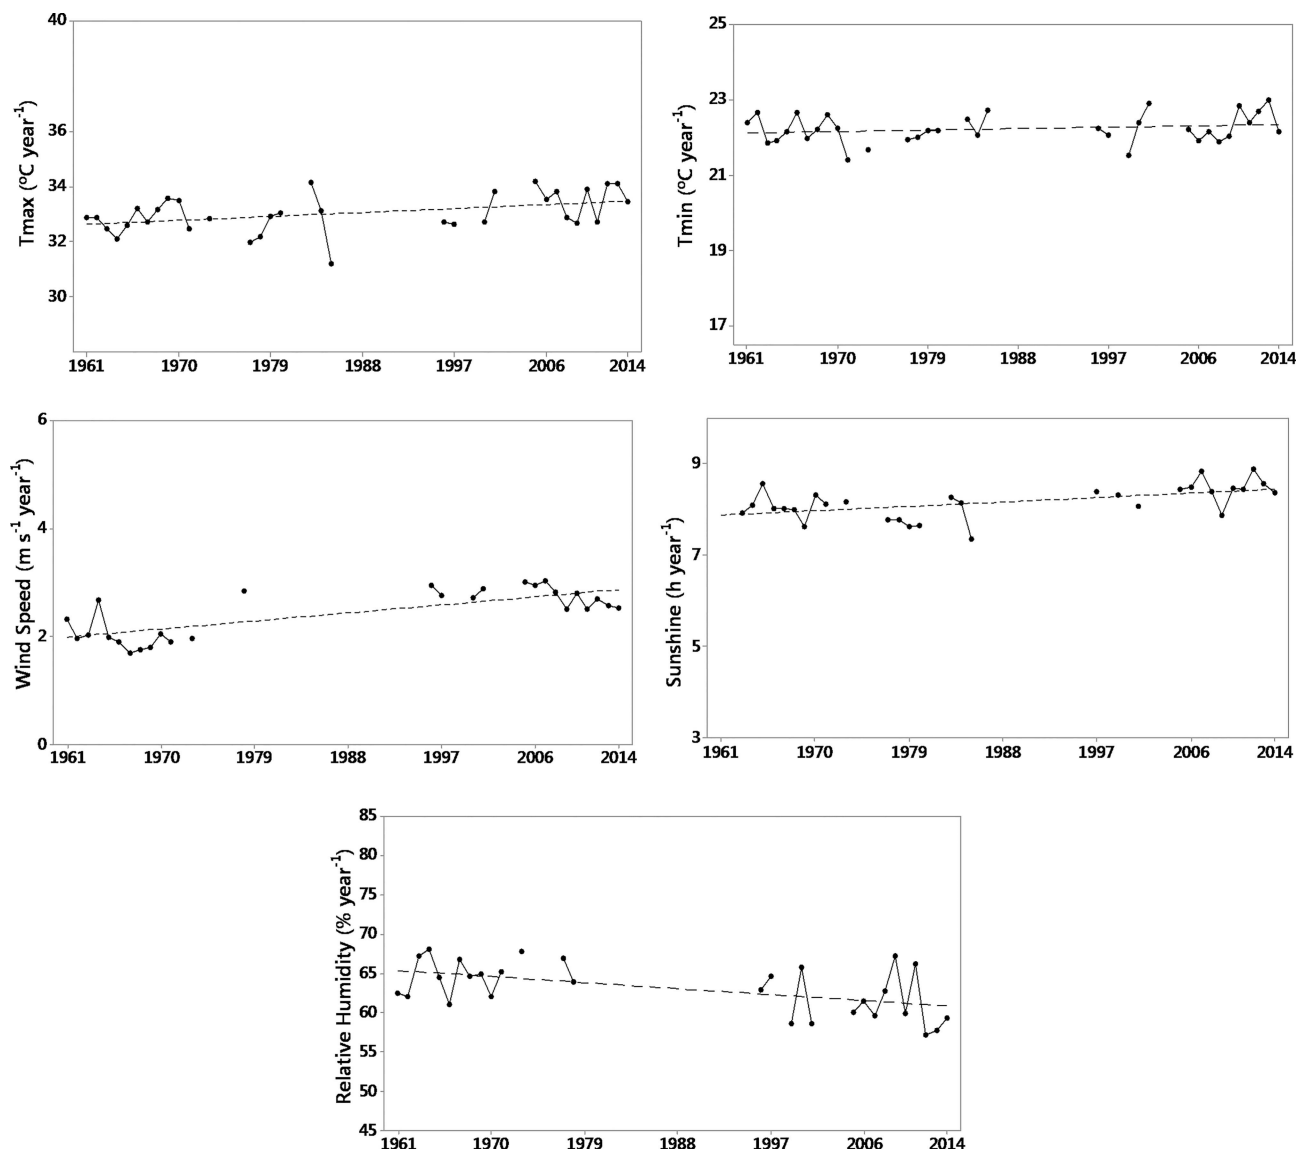 40
36
34
32
30
Tmax (ºC year-1)
1961 1970 1979 1988 1997 2006 2014
25
23
21
19
17
Tmin (ºC year-1)
1961 1970 1979 1988 1997 2006 2014
6
4
2
0
Wind Speed (m s-1 year-1)
1961 1970 1979 1988 1997 2006 2014
9
7
5
3
Sunshine (h year-1)
1961 1970 1979 1988 1997 2006 2014
85
80
75
70
65
60
55
50
45
Relative Humidity (% year-1)
1961 1970 1979 1988 1997 2006 2014